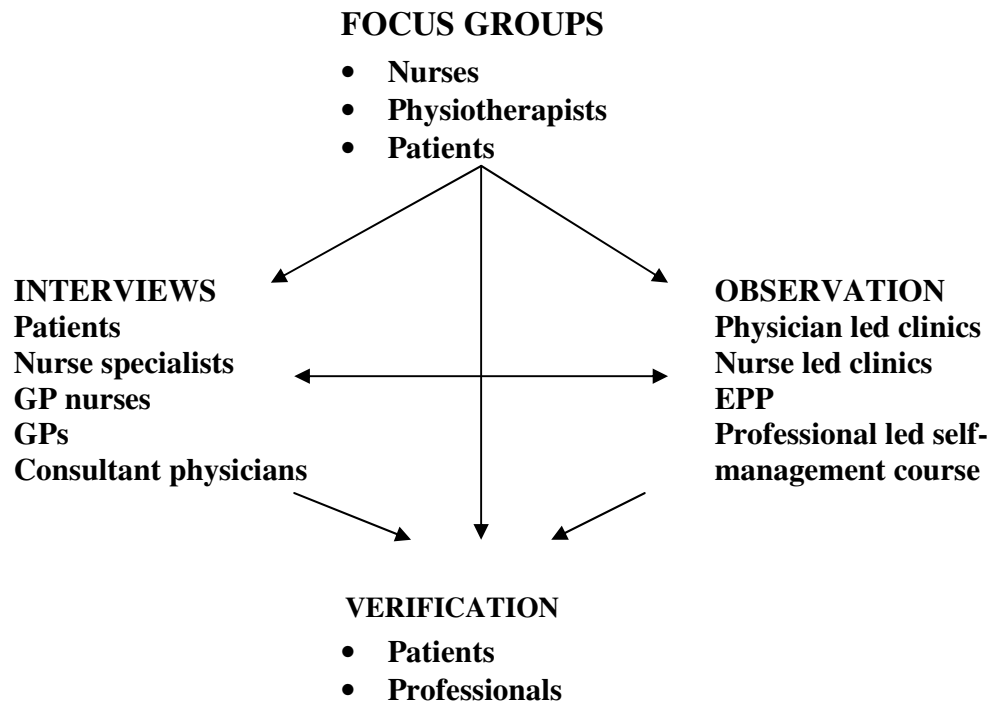 FOCUS GROUPS
• Nurses
• Physiotherapists
• Patients
INTERVIEWS
Patients
Nurse specialists
GP nurses
GPs
Consultant physicians
OBSERVATION
Physician led clinics
Nurse led clinics
EPP
Professional led self-
management course
VERIFICATION
• Patients
• Professionals